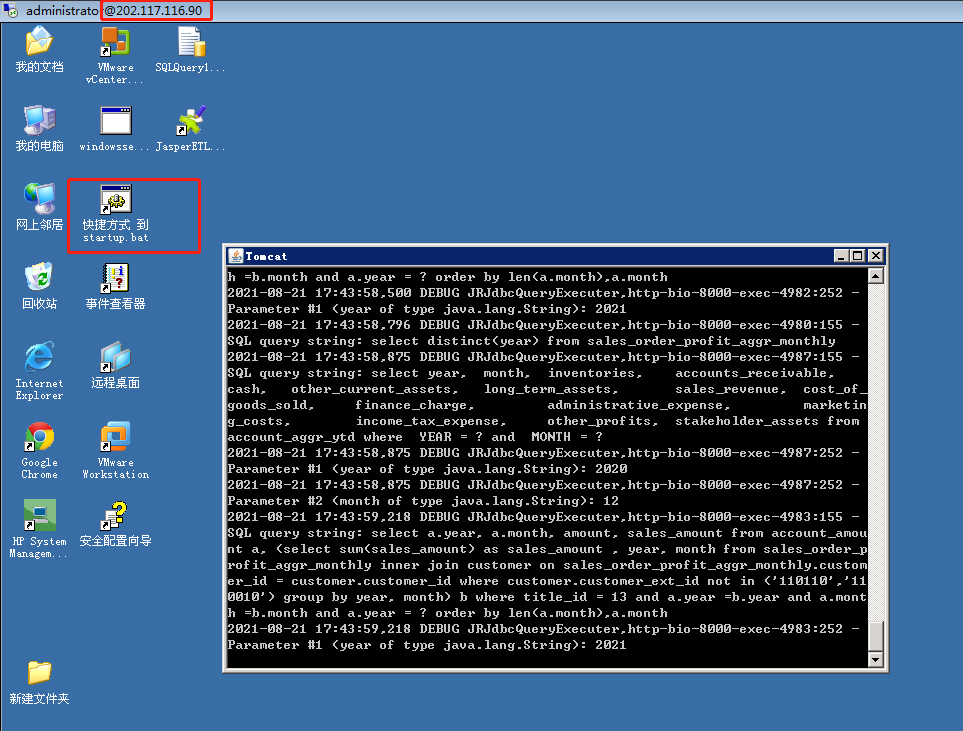 administrato @202.117.116.90
我的文档
VMware
vCenter...
SQLQuery1...
我的电脑
windowsse...
JasperETL...
网上邻居
快捷方式 到
startup.bat
回收站
事件查看器
Internet
Explorer
远程桌面
Google
Chrome
VMware
Workstation
HP System
Managem...
安全配置向导
新建文件夹
Tomcat
h =b.month and a.year = ? order by len(a.month),a.month
2021-08-21 17:43:58,500 DEBUG JRJdbcQueryExecuter,http-bio-8000-exec-4982:252 -
Parameter #1 (year of type java.lang.String): 2021
2021-08-21 17:43:58,796 DEBUG JRJdbcQueryExecuter,http-bio-8000-exec-4980:155 -
SQL query string: select distinct(year) from sales_order_profit_aggr_monthly
2021-08-21 17:43:58,875 DEBUG JRJdbcQueryExecuter,http-bio-8000-exec-4987:155 -
SQL query string: select year, month, inventories, accounts_receivable,
cash, other_current_assets, long_term_assets, sales_revenue, cost_of_
goods_sold, finance_charge, administrative_expense, marketin
g_costs, income_tax_expense, other_profits, stakeholder_assets from
account_aggr_ytd where YEAR = ? and MONTH = ?
2021-08-21 17:43:58,875 DEBUG JRJdbcQueryExecuter,http-bio-8000-exec-4987:252 -
Parameter #1 (year of type java.lang.String): 2020
2021-08-21 17:43:58,875 DEBUG JRJdbcQueryExecuter,http-bio-8000-exec-4987:252 -
Parameter #2 (month of type java.lang.String): 12
2021-08-21 17:43:59,218 DEBUG JRJdbcQueryExecuter,http-bio-8000-exec-4983:155 -
SQL query string: select a.year, a.month, amount, sales_amount from account_amou
nt a, (select sum(sales_amount) as sales_amount , year, month from sales_order_p
rofit_aggr_monthly inner join customer on sales_order_profit_aggr_monthly.custom
er_id = customer.customer_id where customer.customer_ext_id not in ('110110','11
0010') group by year, month) b where title_id = 13 and a.year =b.year and a.mont
h =b.month and a.year = ? order by len(a.month),a.month
2021-08-21 17:43:59,218 DEBUG JRJdbcQueryExecuter,http-bio-8000-exec-4983:252 -
Parameter #1 (year of type java.lang.String): 2021